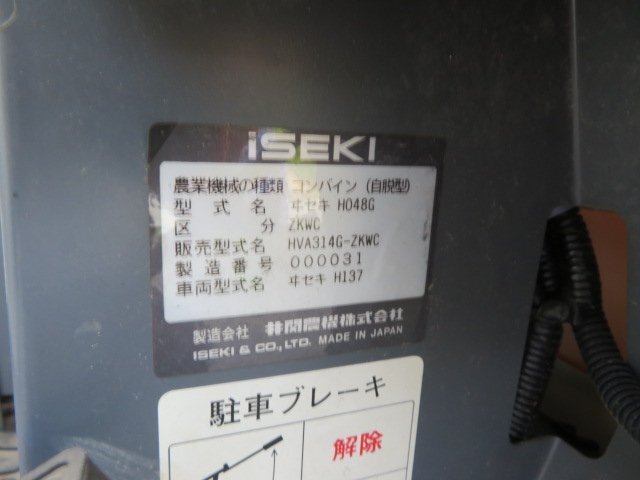 ISEKI
農業機械の種類 コンバイン (自脱型)
型式名 ヰセキ HO48G
区分 ZKWC
販売型式名 HVA314G-ZKWC
製造番号 000031
車両型式名 ヰセキ H137
製造会社 井関農機株式会社
ISEKI & CO., LTD. MADE IN JAPAN
駐車ブレーキ
解除